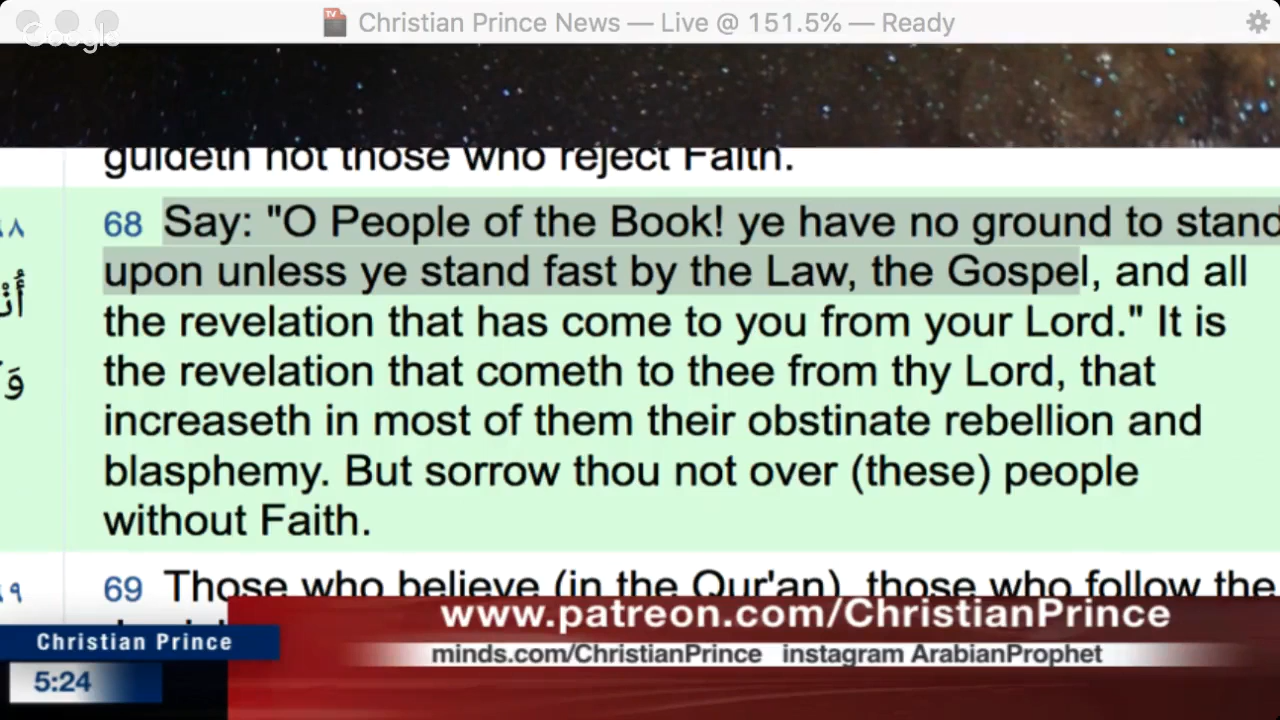 Christian Prince News — Live @ 151.5% — Ready
Google
guideth not those who reject Faith.
68 Say: "O People of the Book! ye have no ground to stand
upon unless ye stand fast by the Law, the Gospel, and all
the revelation that has come to you from your Lord." It is
the revelation that cometh to thee from thy Lord, that
increaseth in most of them their obstinate rebellion and
blasphemy. But sorrow thou not over (these) people
without Faith.
69 Those who believe (in the Qur'an), those who follow the
www.patreon.com/ChristianPrince
Christian Prince
minds.com/ChristianPrince instagram ArabianProphet
5:24